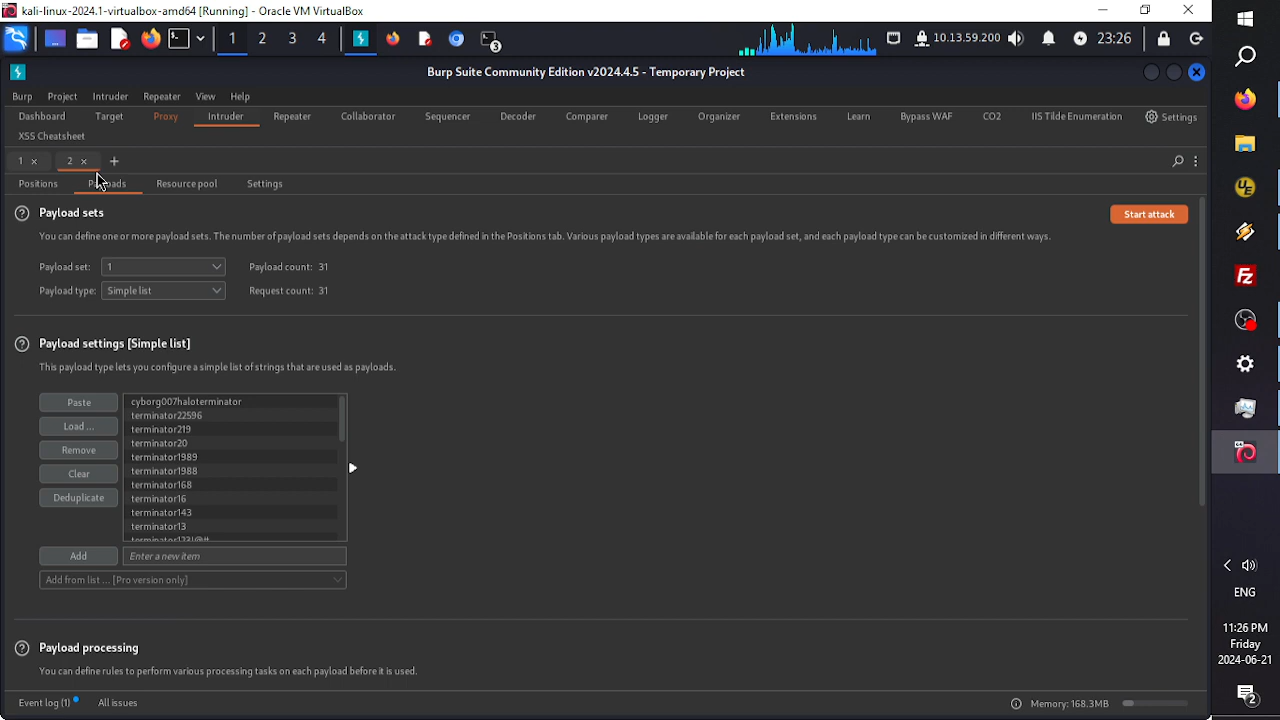 kali-linux-2024.1-virtualbox-amd64 [Running] - Oracle VM VirtualBox
1 2 3 4 3 10.13.59.200 23:26
Burp Suite Community Edition v2024.4.5 - Temporary Project
Burp Project Intruder Repeater View Help
Dashboard Target Proxy Intruder Repeater Collaborator Sequencer Decoder Comparer Logger Organizer Extensions Learn Bypass WAF CO2 IIS Tilde Enumeration Settings
XSS Cheatsheet
1 × 2 × +
Positions Payloads Resource pool Settings
Payload sets
Start attack
You can define one or more payload sets. The number of payload sets depends on the attack type defined in the Positions tab. Various payload types are available for each payload set, and each payload type can be customized in different ways.
Payload set: 1 Payload count: 31
Payload type: Simple list Request count: 31
Payload settings [Simple list]
This payload type lets you configure a simple list of strings that are used as payloads.
Paste cyborg007haloterminator
terminator22596
Load ... terminator219
terminator20
Remove terminator1989
terminator1988
Clear terminator168
Deduplicate terminator16
terminator143
terminator13
terminator123!@#
Add Enter a new item
Add from list ... [Pro version only]
Payload processing
You can define rules to perform various processing tasks on each payload before it is used.
Event log (1) All issues Memory: 168.3MB
UE
Fz
ENG
11:26 PM
Friday
2024-06-21
2